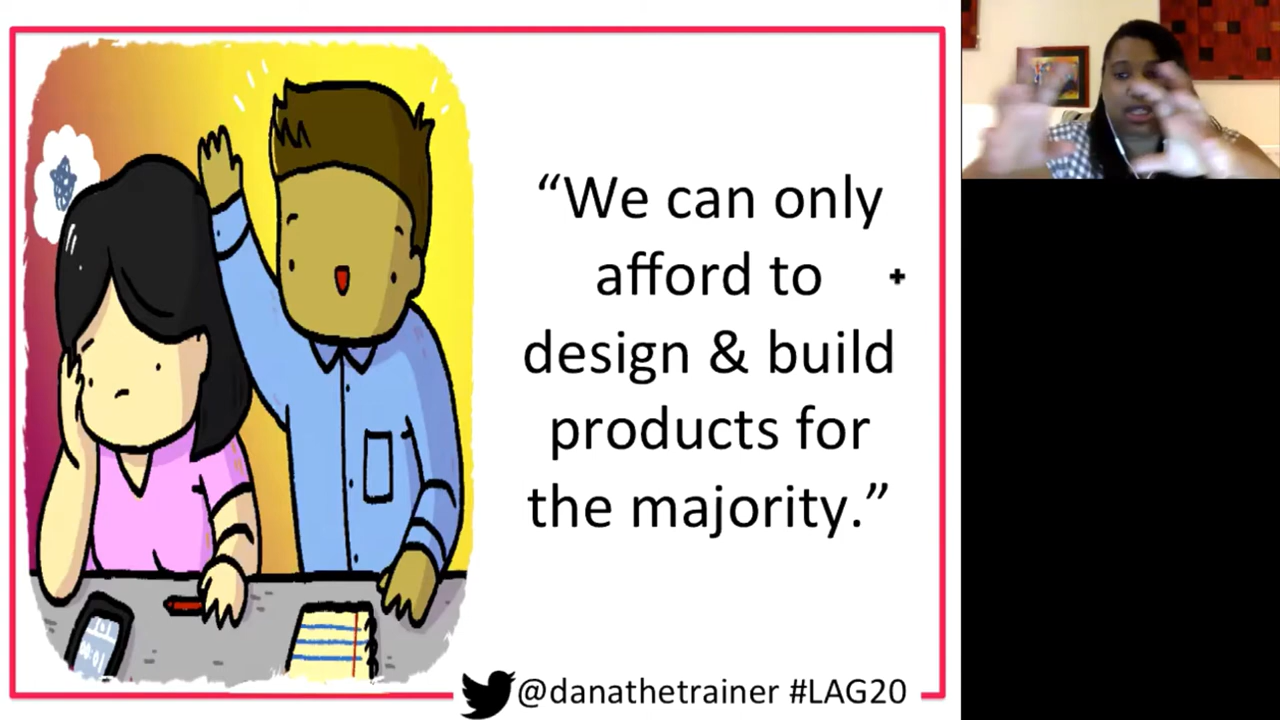 “We can only
afford to
design & build
products for
the majority.”
@danathetrainer #LAG20